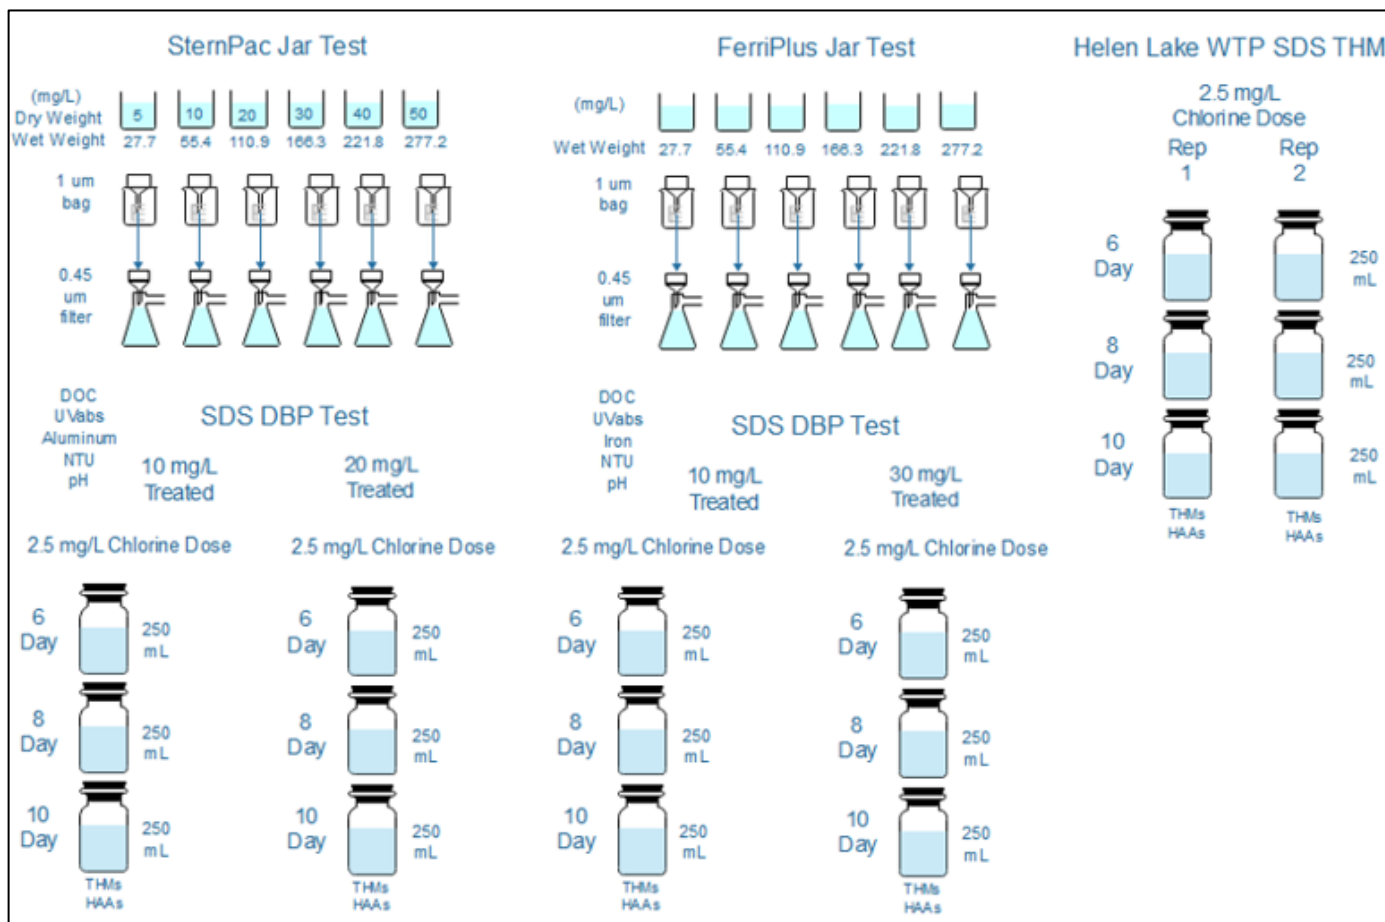 SternPac Jar Test
(mg/L)
Dry Weight 5 10 20 30 40 50
Wet Weight 27.7 55.4 110.9 166.3 221.8 277.2
1 um
bag
0.45
um
filter
DOC
UVabs
Aluminum
NTU
pH
SDS DBP Test
10 mg/L
Treated
20 mg/L
Treated
2.5 mg/L Chlorine Dose
6
Day
250
mL
8
Day
250
mL
10
Day
250
mL
THMs
HAAs
2.5 mg/L Chlorine Dose
6
Day
250
mL
8
Day
250
mL
10
Day
250
mL
THMs
HAAs
FerriPlus Jar Test
(mg/L)
Wet Weight 27.7 55.4 110.9 166.3 221.8 277.2
1 um
bag
0.45
um
filter
DOC
UVabs
Iron
NTU
pH
SDS DBP Test
10 mg/L
Treated
30 mg/L
Treated
2.5 mg/L Chlorine Dose
6
Day
250
mL
8
Day
250
mL
10
Day
250
mL
THMs
HAAs
2.5 mg/L Chlorine Dose
6
Day
250
mL
8
Day
250
mL
10
Day
250
mL
THMs
HAAs
Helen Lake WTP SDS THM
2.5 mg/L
Chlorine Dose
Rep
1
Rep
2
6
Day
250
mL
8
Day
250
mL
10
Day
250
mL
THMs
HAAs
THMs
HAAs